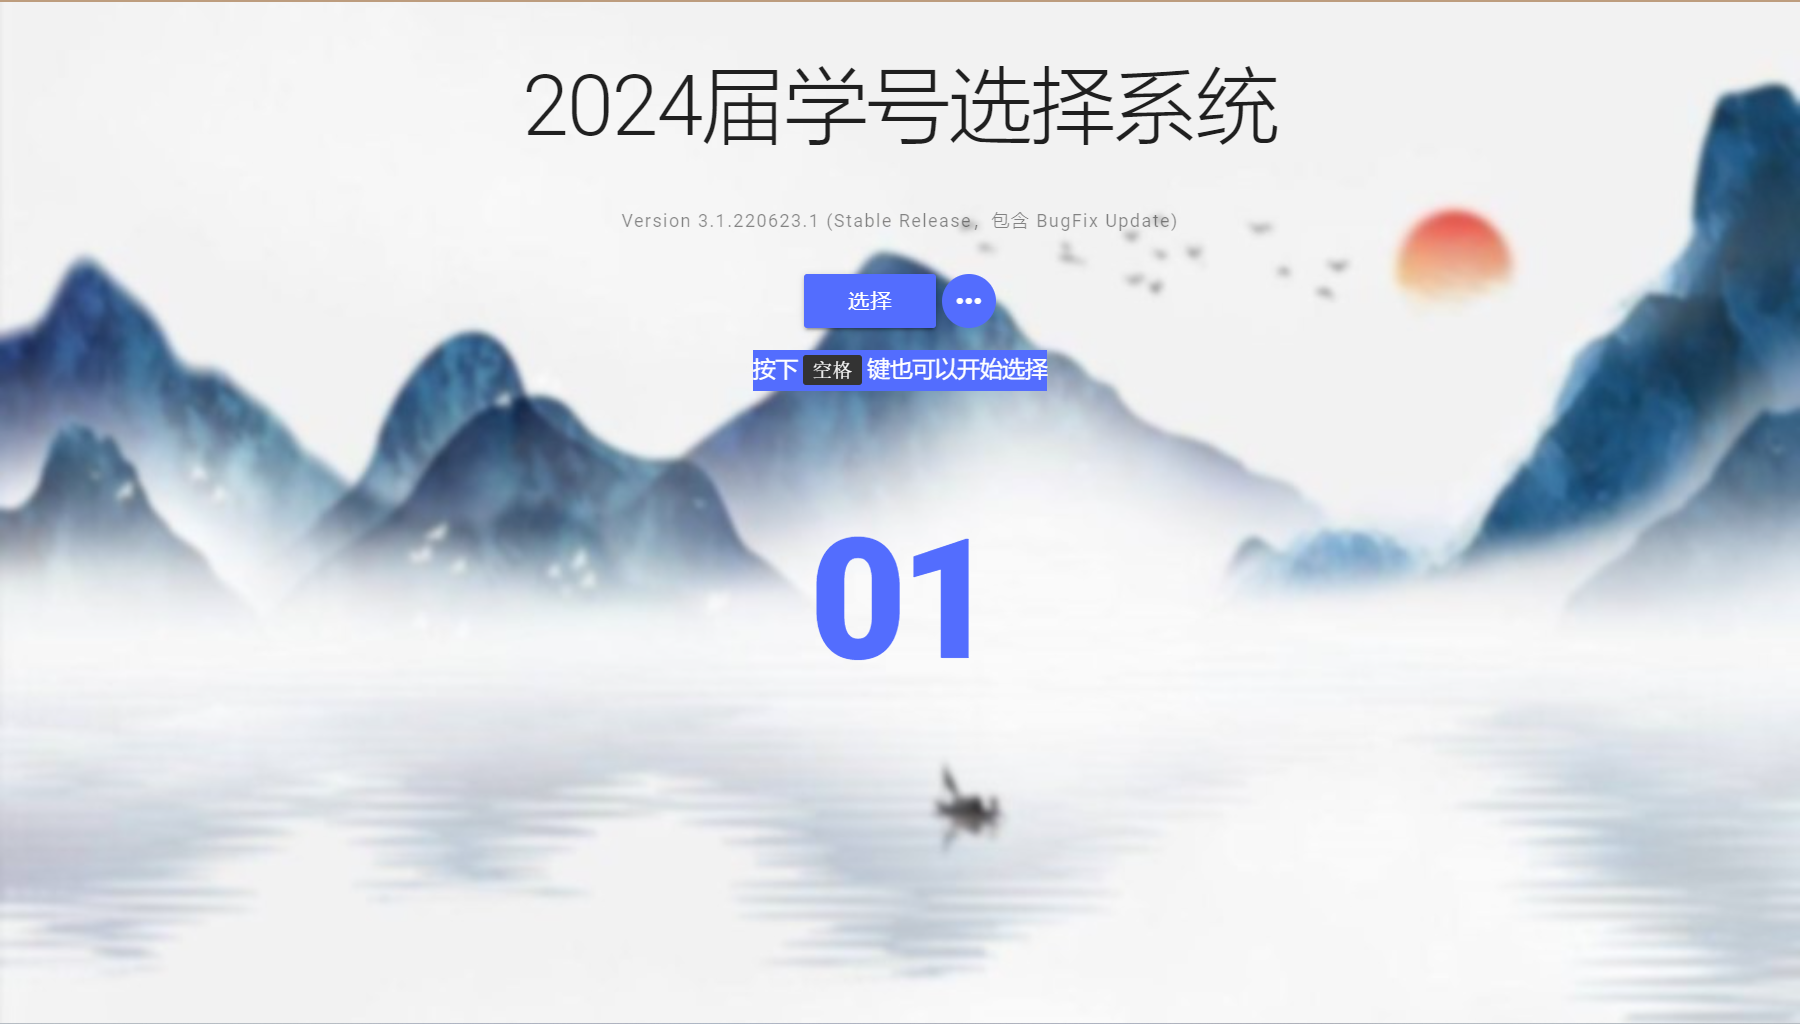 2024届学号选择系统
Version 3.1.220623.1 (Stable Release，包含 BugFix Update)
选择
按下 空格 键也可以开始选择
01